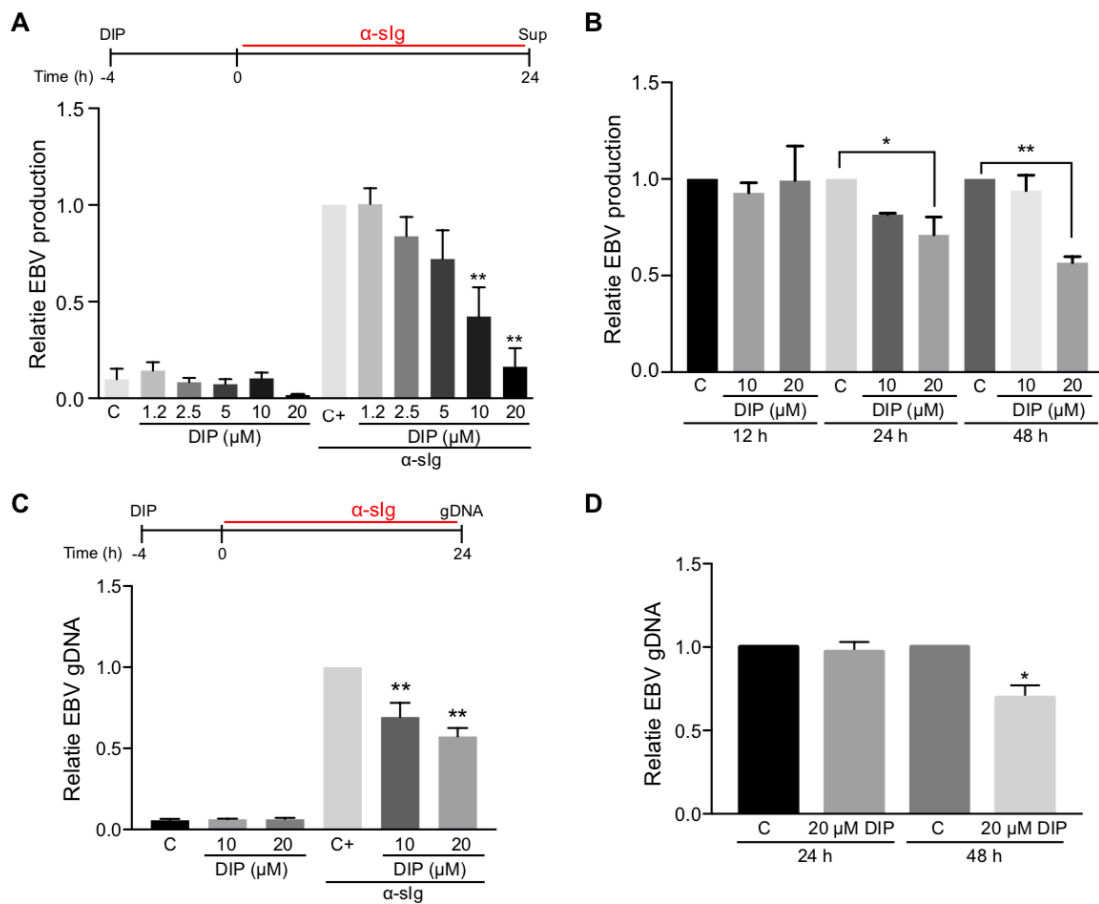 A
DIP α-sIg Sup
Time (h) -4 0 24
Relatie EBV production
1.5
1.0
0.5
0.0
C 1.2 2.5 5 10 20 C+ 1.2 2.5 5 10 20
** **
DIP (µM) DIP (µM)
α-sIg
B
Relatie EBV production
1.5
1.0
0.5
0.0
* **
C 10 20 C 10 20 C 10 20
DIP (µM) DIP (µM) DIP (µM)
12 h 24 h 48 h
C
DIP α-sIg gDNA
Time (h) -4 0 24
Relatie EBV gDNA
1.5
1.0
0.5
0.0
** **
C 10 20 C+ 10 20
DIP (µM) DIP (µM)
α-sIg
D
Relatie EBV gDNA
1.5
1.0
0.5
0.0
*
C 20 µM DIP C 20 µM DIP
24 h 48 h